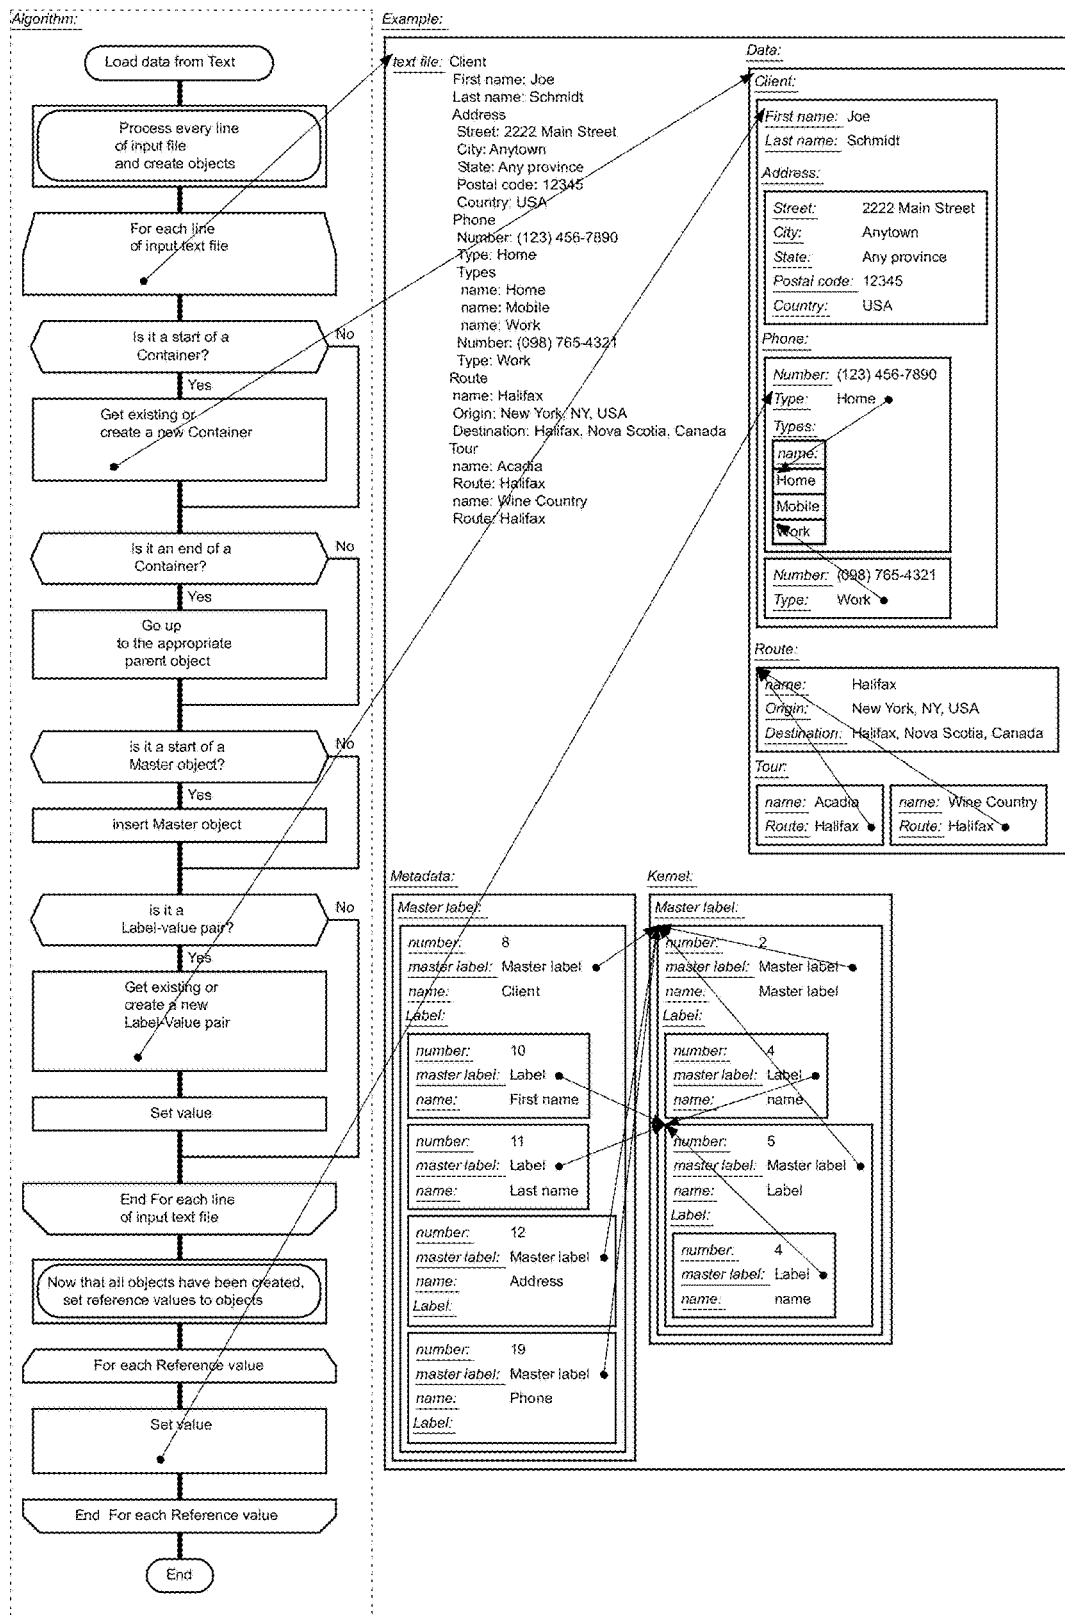 Algorithm:
Load data from Text
Process every line
of input file
and create objects
For each line
of input text file
Is it a start of a
Container?
No
Yes
Get existing or
create a new Container
Is it an end of a
Container?
No
Yes
Go up
to the appropriate
parent object
is it a start of a
Master object?
No
Yes
insert Master object
is it a
Label-value pair?
No
Yes
Get existing or
create a new
Label-Value pair
Set value
End For each line
of input text file
Now that all objects have been created,
set reference values to objects
For each Reference value
Set value
End For each Reference value
End
Example:
text file: Client
First name: Joe
Last name: Schmidt
Address
Street: 2222 Main Street
City: Anytown
State: Any province
Postal code: 12345
Country: USA
Phone
Number: (123) 456-7890
Type: Home
Types
name: Home
name: Mobile
name: Work
Number: (098) 765-4321
Type: Work
Route
name: Halifax
Origin: New York, NY, USA
Destination: Halifax, Nova Scotia, Canada
Tour
name: Acadia
Route: Halifax
name: Wine Country
Route: Halifax
Data:
Client:
First name: Joe
Last name: Schmidt
Address:
Street: 2222 Main Street
City: Anytown
State: Any province
Postal code: 12345
Country: USA
Phone:
Number: (123) 456-7890
Type: Home
Types:
name:
Home
Mobile
Work
Number: (098) 765-4321
Type: Work
Route:
name: Halifax
Origin: New York, NY, USA
Destination: Halifax, Nova Scotia, Canada
Tour:
name: Acadia
Route: Halifax
name: Wine Country
Route: Halifax
Metadata:
Master label:
number: 8
master label: Master label
name: Client
Label:
number: 10
master label: Label
name: First name
number: 11
master label: Label
name: Last name
number: 12
master label: Master label
name: Address
Label:
number: 19
master label: Master label
name: Phone
Label:
Kernel:
Master label:
number: 2
master label: Master label
name: Master label
Label:
number: 4
master label: Label
name: name
number: 5
master label: Master label
name: Label
Label:
number: 4
master label: Label
name: name